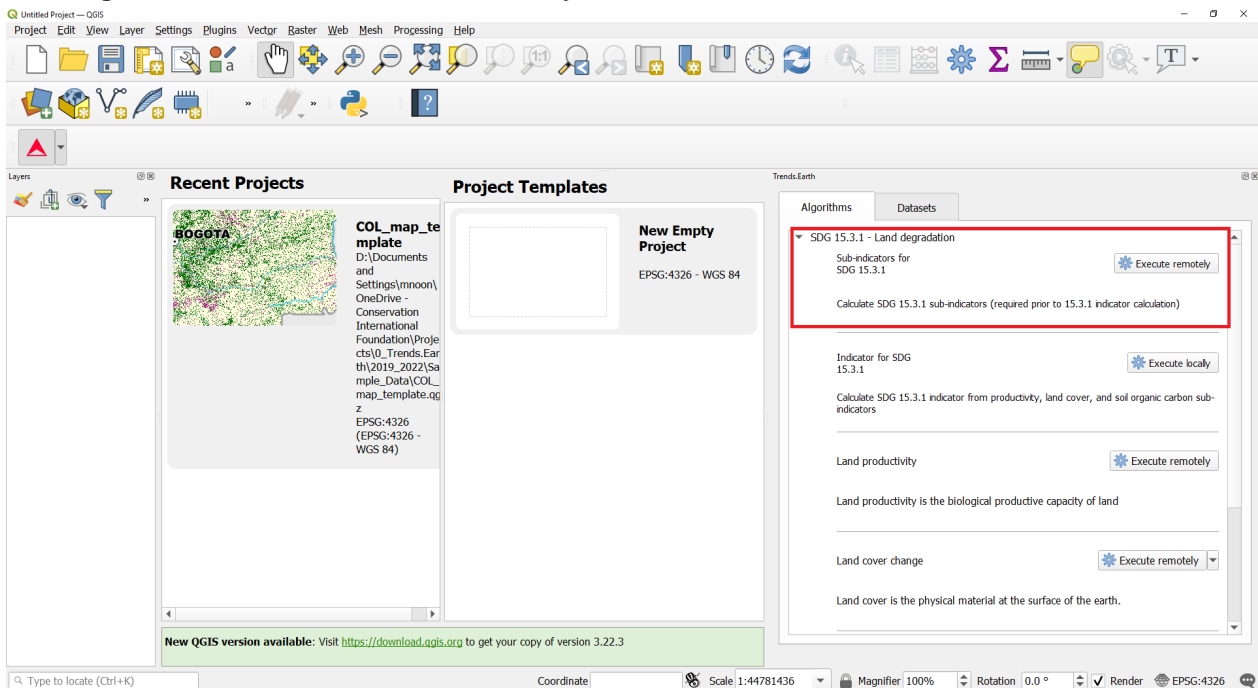 Untitled Project — QGIS
Project Edit View Layer Settings Plugins Vector Raster Web Mesh Processing Help
Layers
Recent Projects
BOGOTA
COL_map_te
mplate
D:\Documents
and
Settings\mnoon\
OneDrive -
Conservation
International
Foundation\Proje
cts\0_Trends.Ear
th\2019_2022\Sa
mple_Data\COL_
map_template.qg
z
EPSG:4326
(EPSG:4326 -
WGS 84)
Project Templates
New Empty
Project
EPSG:4326 - WGS 84
New QGIS version available: Visit https://download.qgis.org to get your copy of version 3.22.3
Trends.Earth
Algorithms Datasets
SDG 15.3.1 - Land degradation
Sub-indicators for
SDG 15.3.1
Execute remotely
Calculate SDG 15.3.1 sub-indicators (required prior to 15.3.1 indicator calculation)
Indicator for SDG
15.3.1
Execute locally
Calculate SDG 15.3.1 indicator from productivity, land cover, and soil organic carbon sub-
indicators
Land productivity
Execute remotely
Land productivity is the biological productive capacity of land
Land cover change
Execute remotely
Land cover is the physical material at the surface of the earth.
Type to locate (Ctrl+K) Coordinate Scale 1:44781436 Magnifier 100% Rotation 0.0 ° Render EPSG:4326